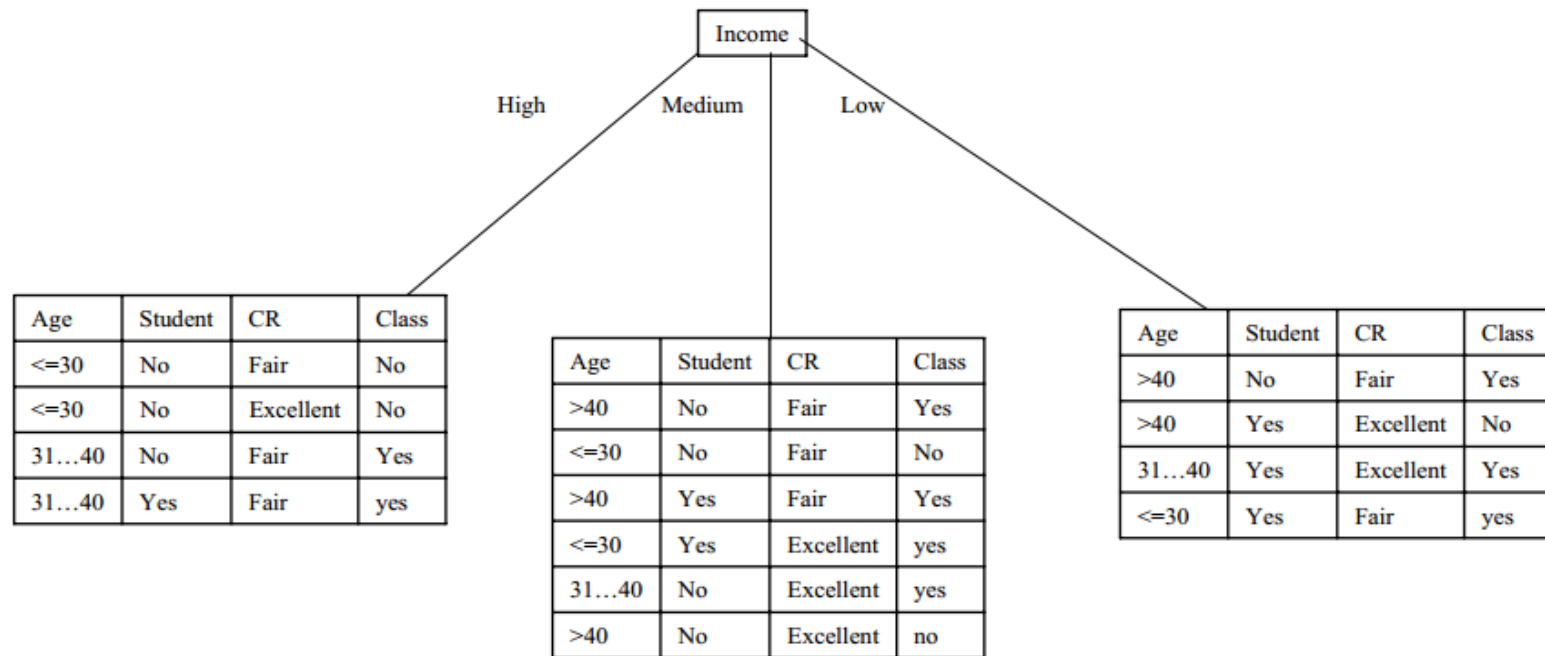 Income
High Medium Low
Age Student CR Class
<=30 No Fair No
<=30 No Excellent No
31…40 No Fair Yes
31…40 Yes Fair yes
Age Student CR Class
>40 No Fair Yes
<=30 No Fair No
>40 Yes Fair Yes
<=30 Yes Excellent yes
31…40 No Excellent yes
>40 No Excellent no
Age Student CR Class
>40 No Fair Yes
>40 Yes Excellent No
31…40 Yes Excellent Yes
<=30 Yes Fair yes